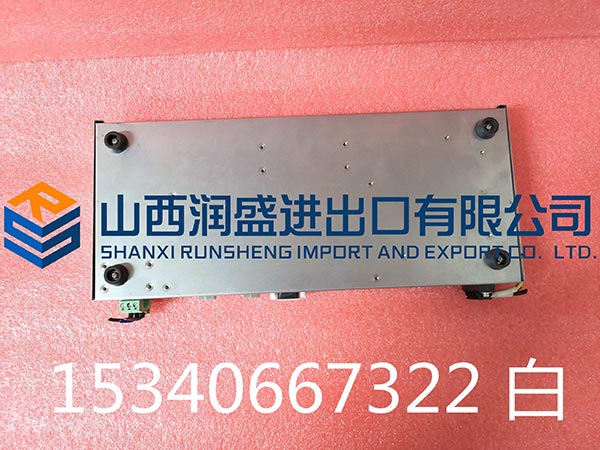 山西润盛进出口有限公司
SHANXI RUNSHENG IMPORT AND EXPORT CO. LTD.
15340667322 白